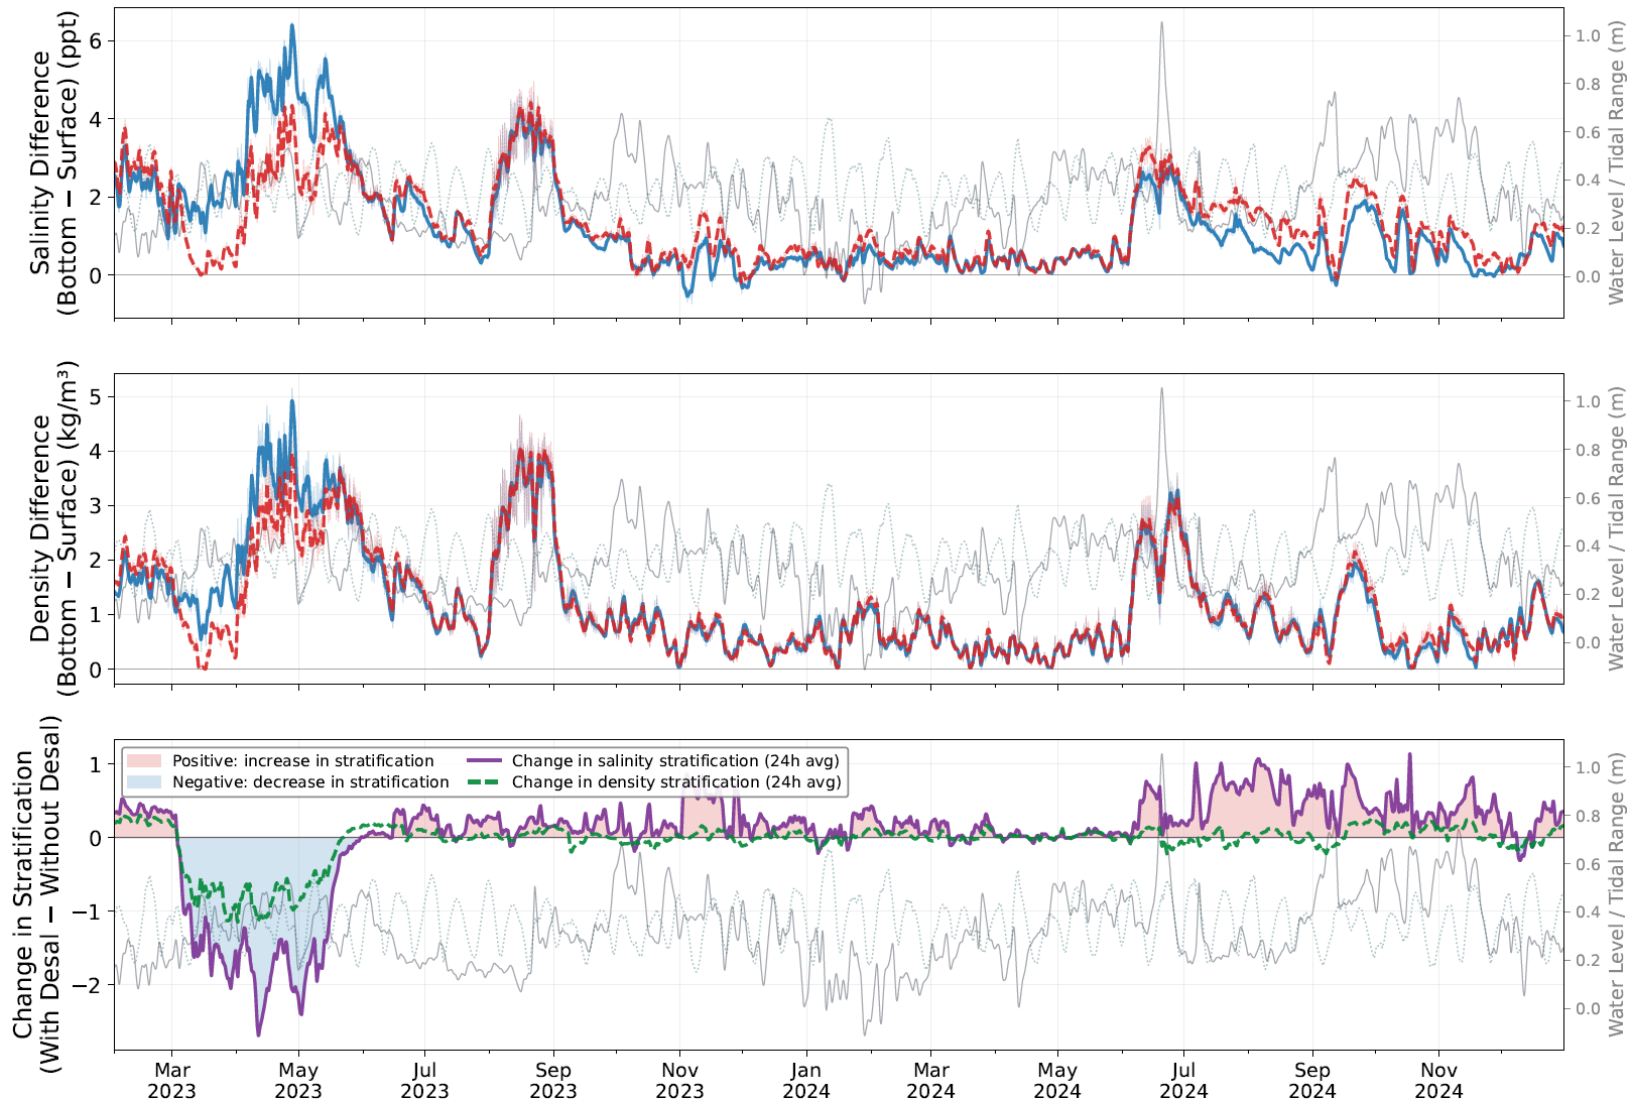 Salinity Difference
(Bottom − Surface) (ppt)
6
4
2
0
1.0
0.8
0.6
0.4
0.2
0.0
Water Level / Tidal Range (m)
Density Difference
(Bottom − Surface) (kg/m³)
5
4
3
2
1
0
1.0
0.8
0.6
0.4
0.2
0.0
Water Level / Tidal Range (m)
Change in Stratification
(With Desal − Without Desal)
1
0
−1
−2
Positive: increase in stratification
Negative: decrease in stratification
Change in salinity stratification (24h avg)
Change in density stratification (24h avg)
1.0
0.8
0.6
0.4
0.2
0.0
Water Level / Tidal Range (m)
Mar
2023
May
2023
Jul
2023
Sep
2023
Nov
2023
Jan
2024
Mar
2024
May
2024
Jul
2024
Sep
2024
Nov
2024